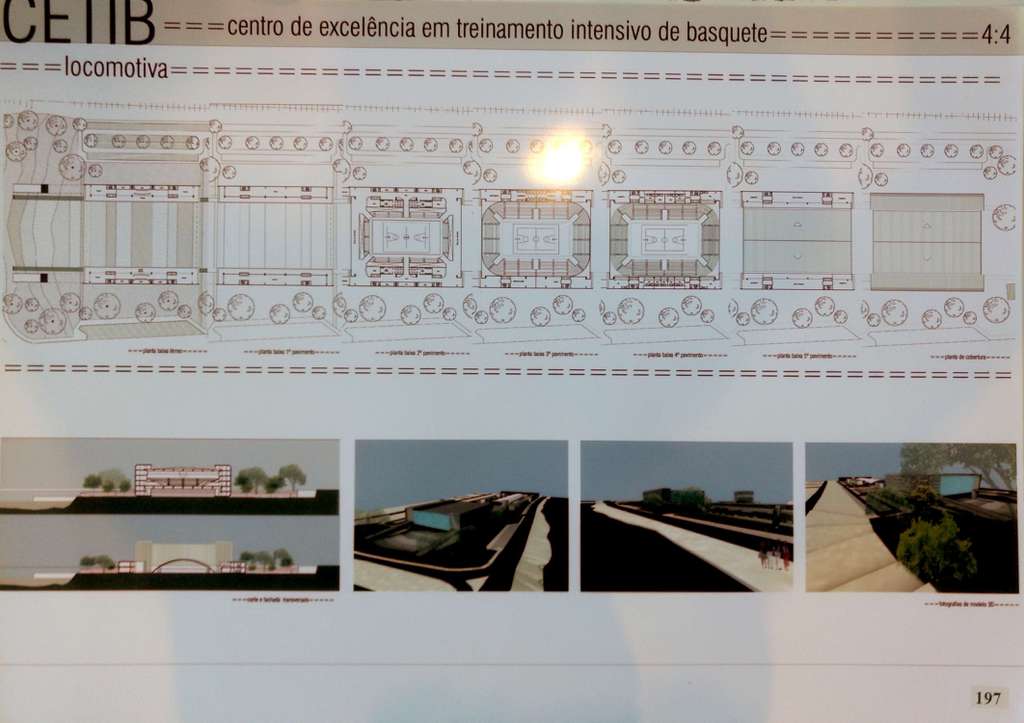 CETIB ===centro de excelência em treinamento intensivo de basquete==========4:4
===locomotiva====
planta baixa térreo
planta baixa 1º pavimento
planta baixa 2º pavimento
planta baixa 3º pavimento
planta baixa 4º pavimento
planta baixa 5º pavimento
planta de cobertura
corte e fachada transversais
fotografias do modelo 3D
197